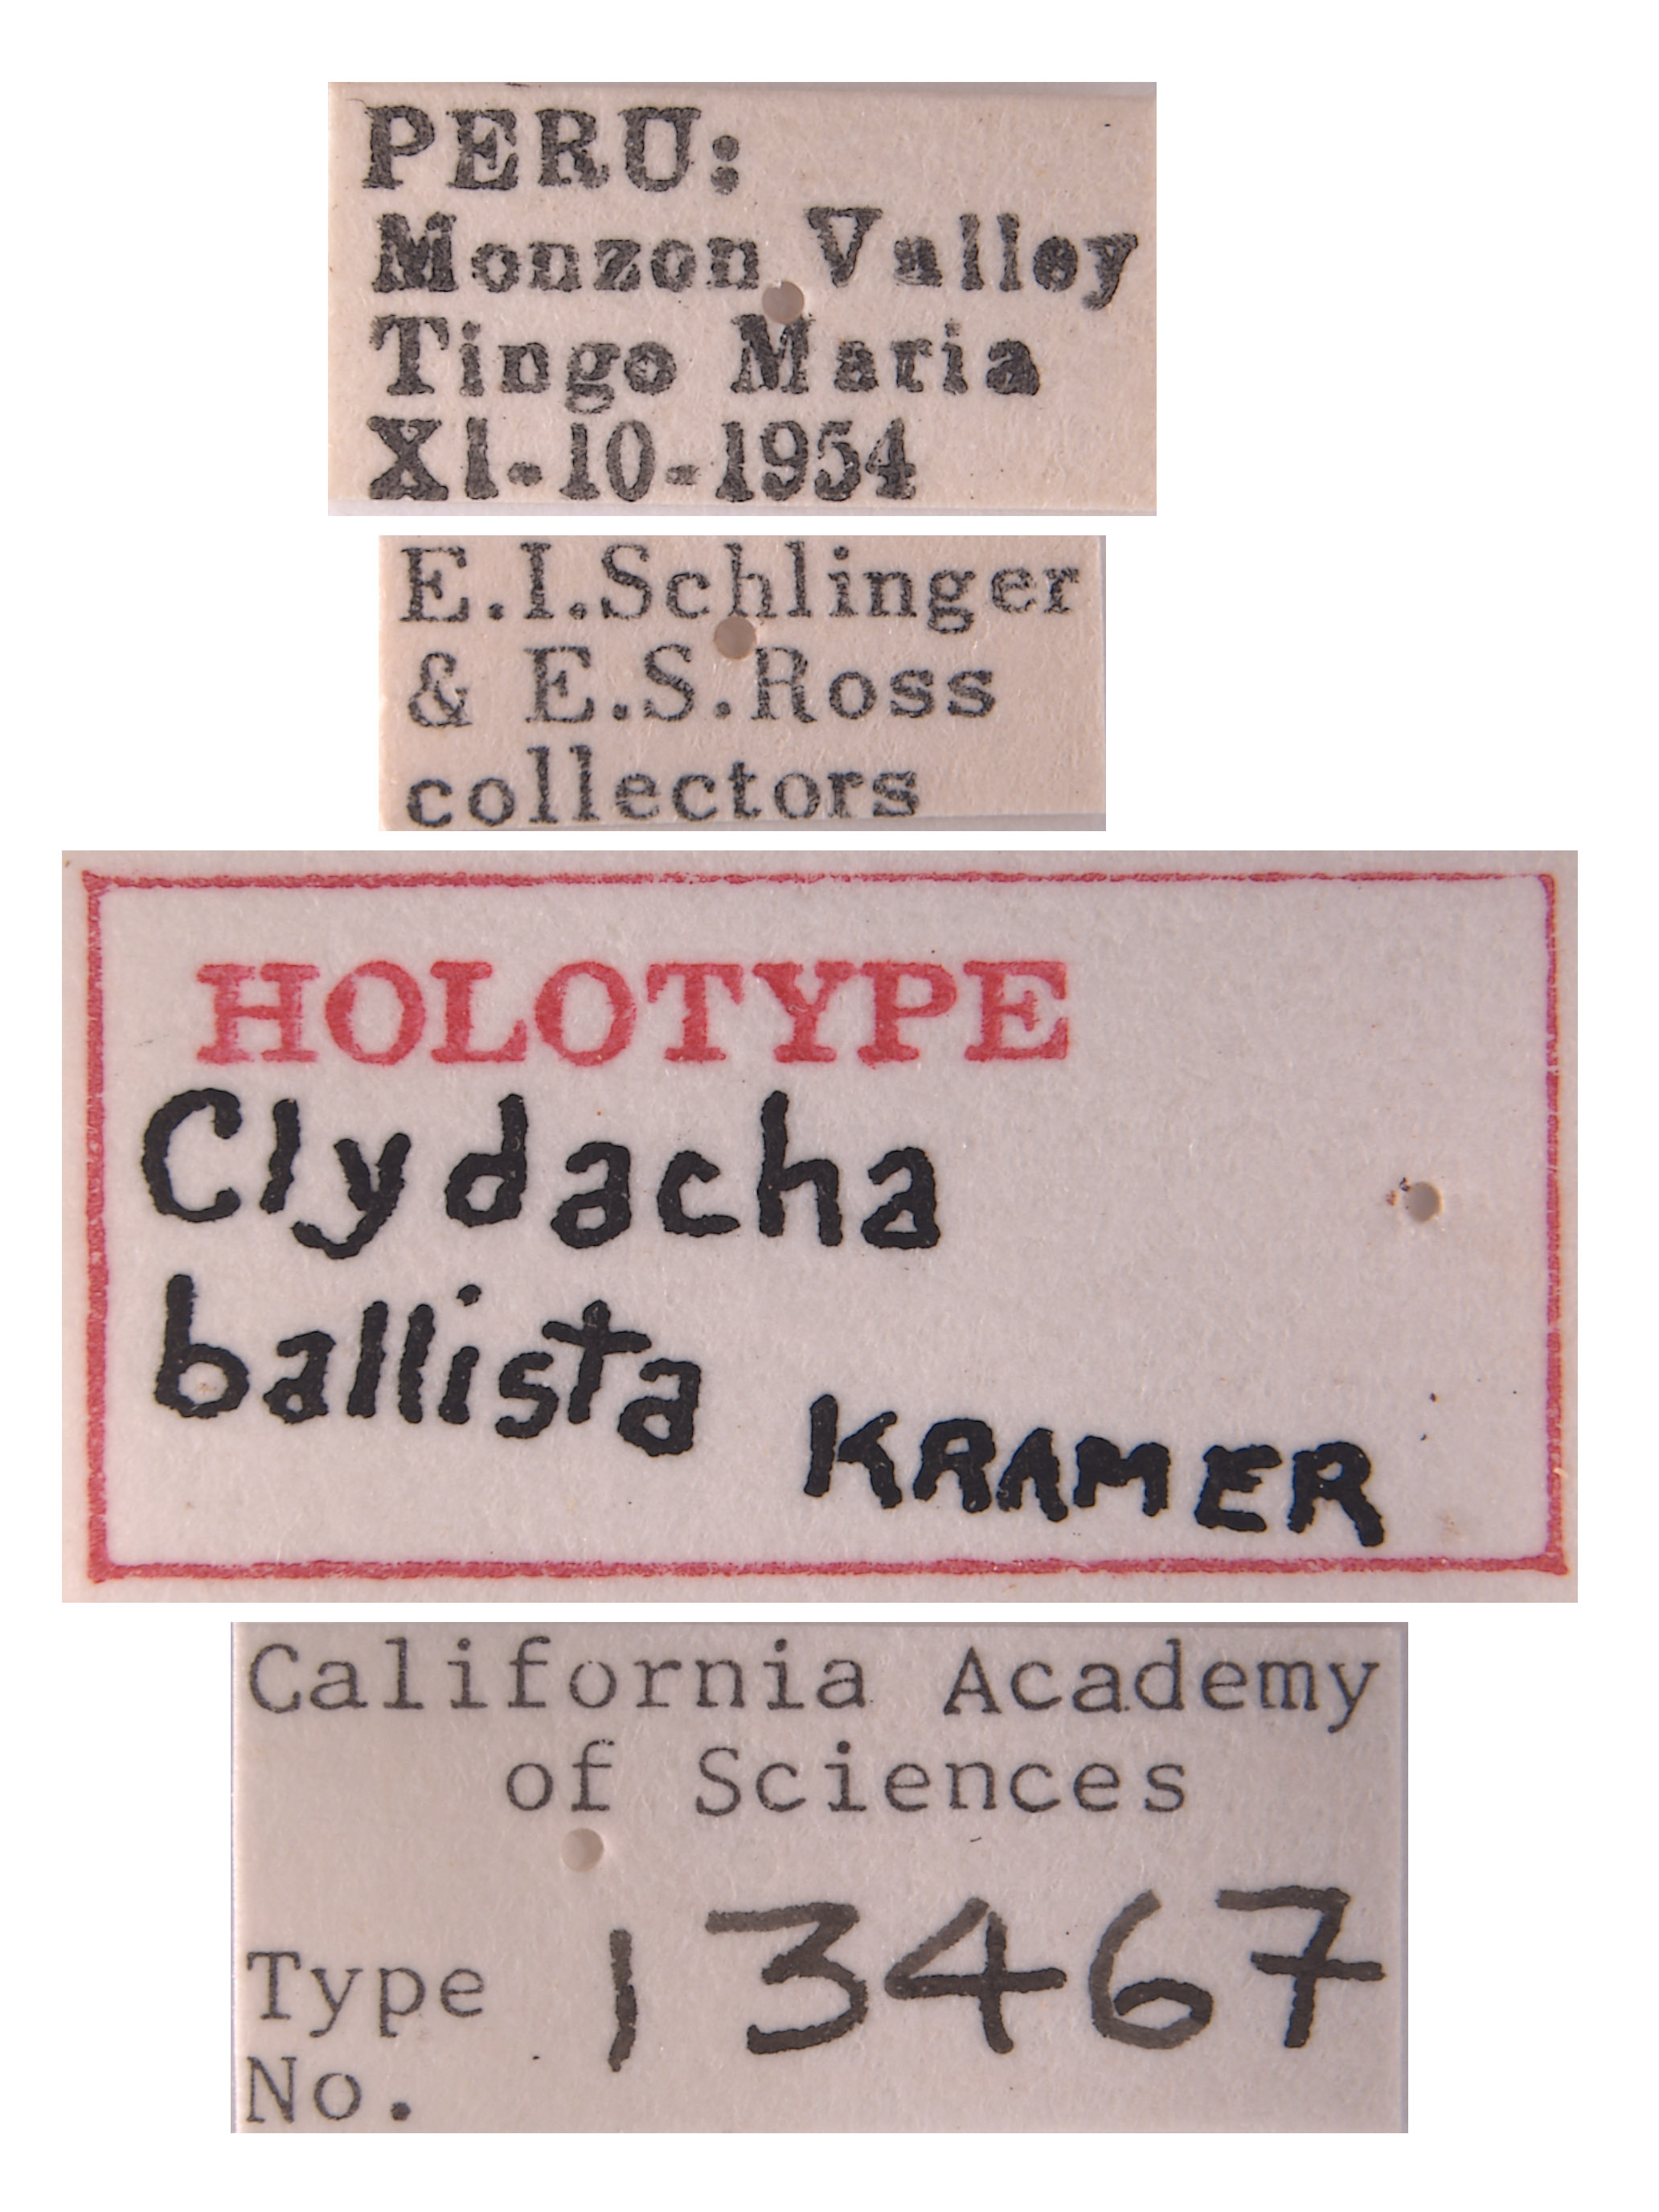 PERU:
Monzon Valley
Tingo Maria
XI-10-1954
E.I.Schlinger
& E.S.Ross
collectors
HOLOTYPE
Clydacha
ballista KRAMER
California Academy
of Sciences
Type 13467
No.